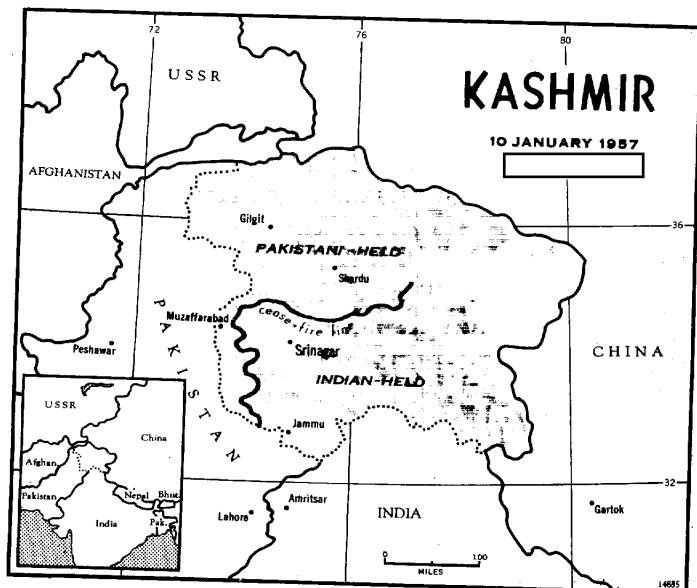 72
76
80
USSR
KASHMIR
10 JANUARY 1957
AFGHANISTAN
36
Gilgit
PAKISTANI-HELD
Skardu
Muzaffarabad
cease-fire line
Peshawar
Srinagar
PAKISTAN
CHINA
INDIAN-HELD
Jammu
32
Lahore
Amritsar
INDIA
Gartok
0 100
MILES
14885
USSR
China
Afghan.
Pakistan
Nepal
Bhut.
India
Pak.